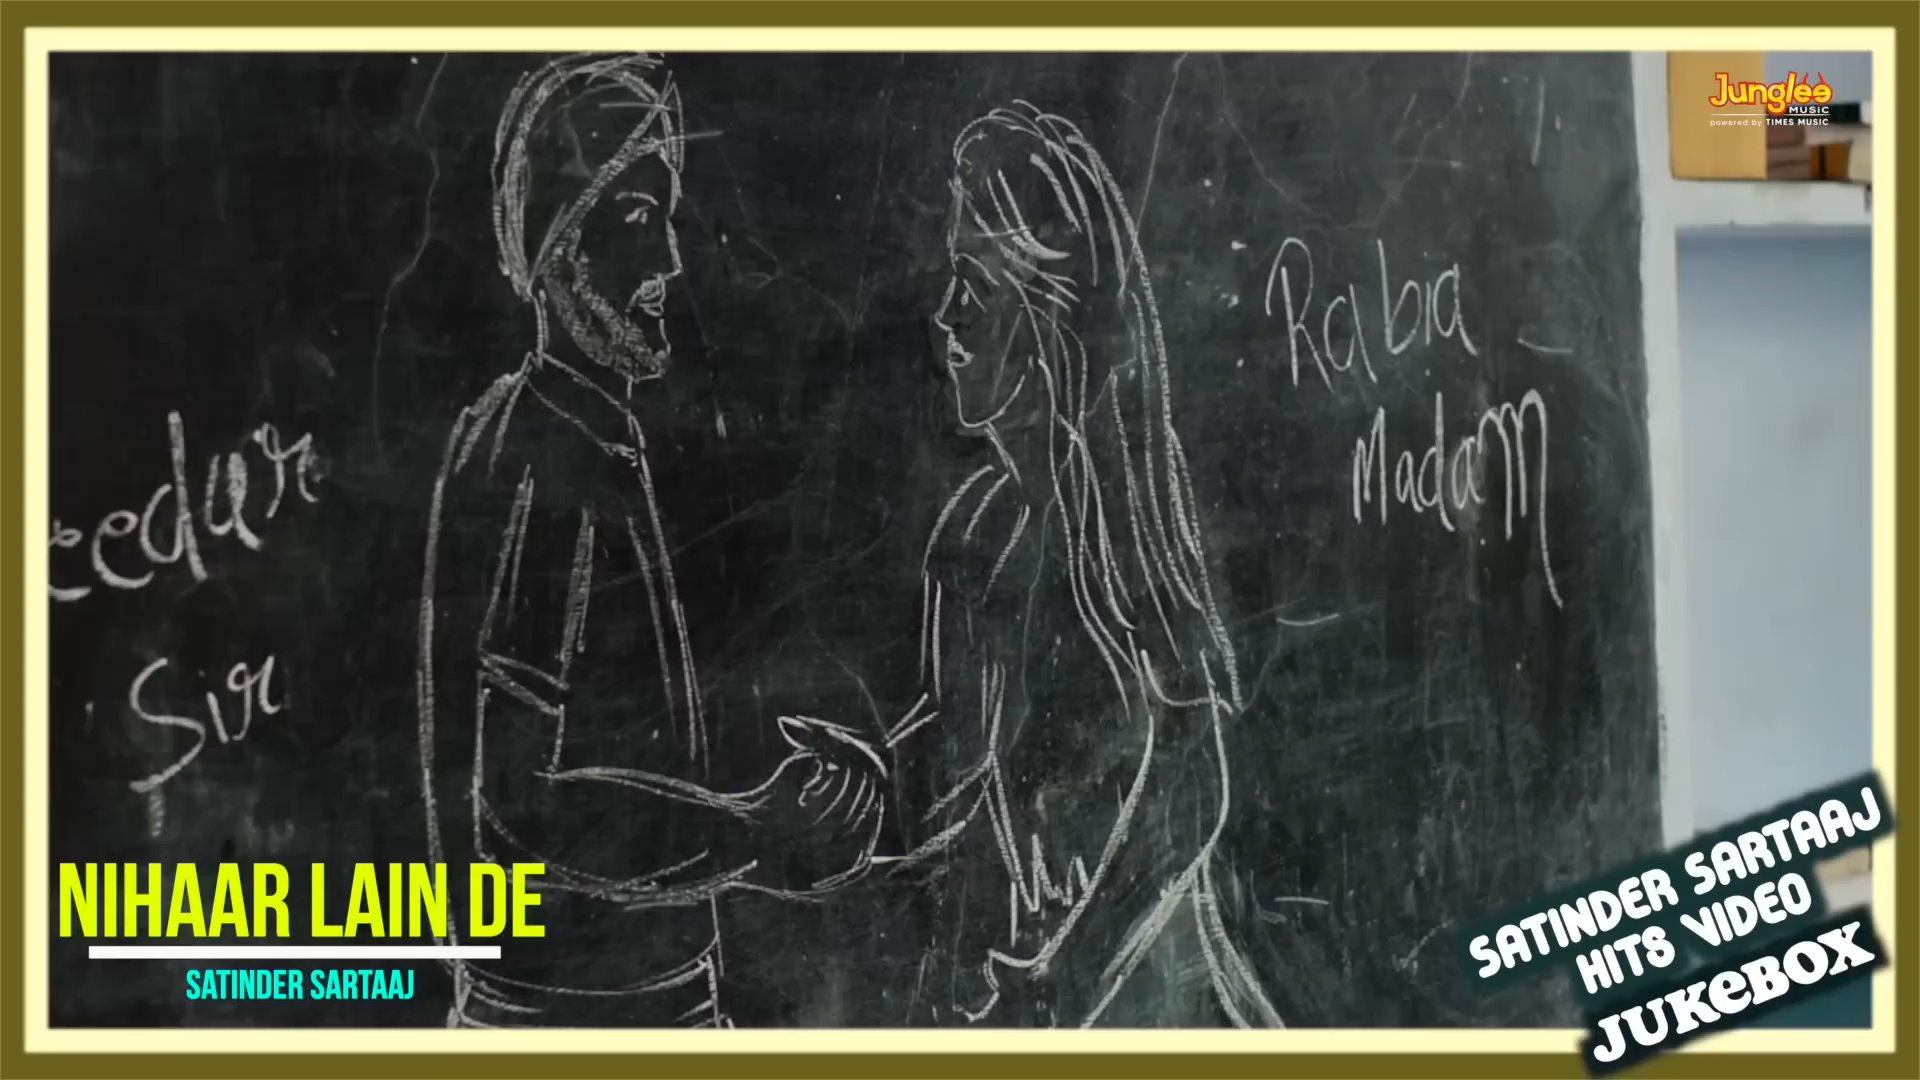 Junglee
MUSIC
powered by TIMES MUSIC
Rabia
Madam
eedar
Sir
NIHAAR LAIN DE
SATINDER SARTAAJ
SATINDER SARTAAJ
HITS VIDEO
JUKEBOX